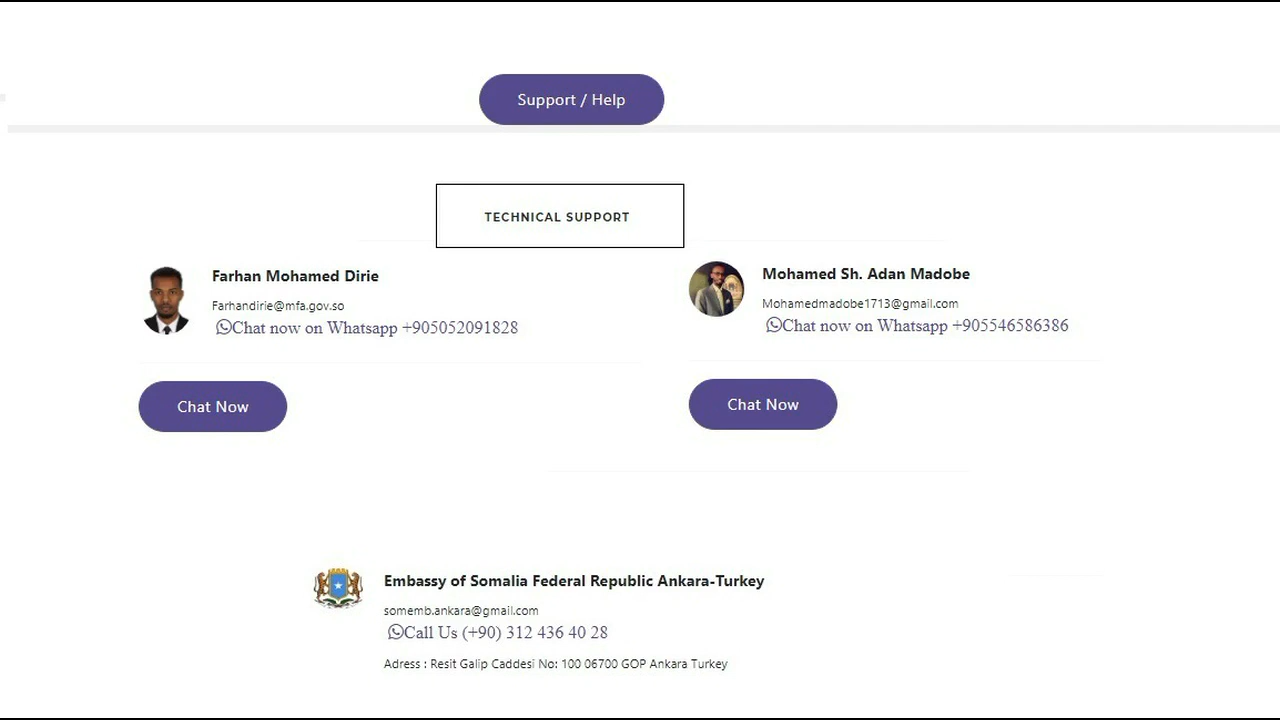 Support / Help
TECHNICAL SUPPORT
Farhan Mohamed Dirie
Farhandirie@mfa.gov.so
Chat now on Whatsapp +905052091828
Chat Now
Mohamed Sh. Adan Madobe
Mohamedmadobe1713@gmail.com
Chat now on Whatsapp +905546586386
Chat Now
Embassy of Somalia Federal Republic Ankara-Turkey
somemb.ankara@gmail.com
Call Us (+90) 312 436 40 28
Adress : Resit Galip Caddesi No: 100 06700 GOP Ankara Turkey